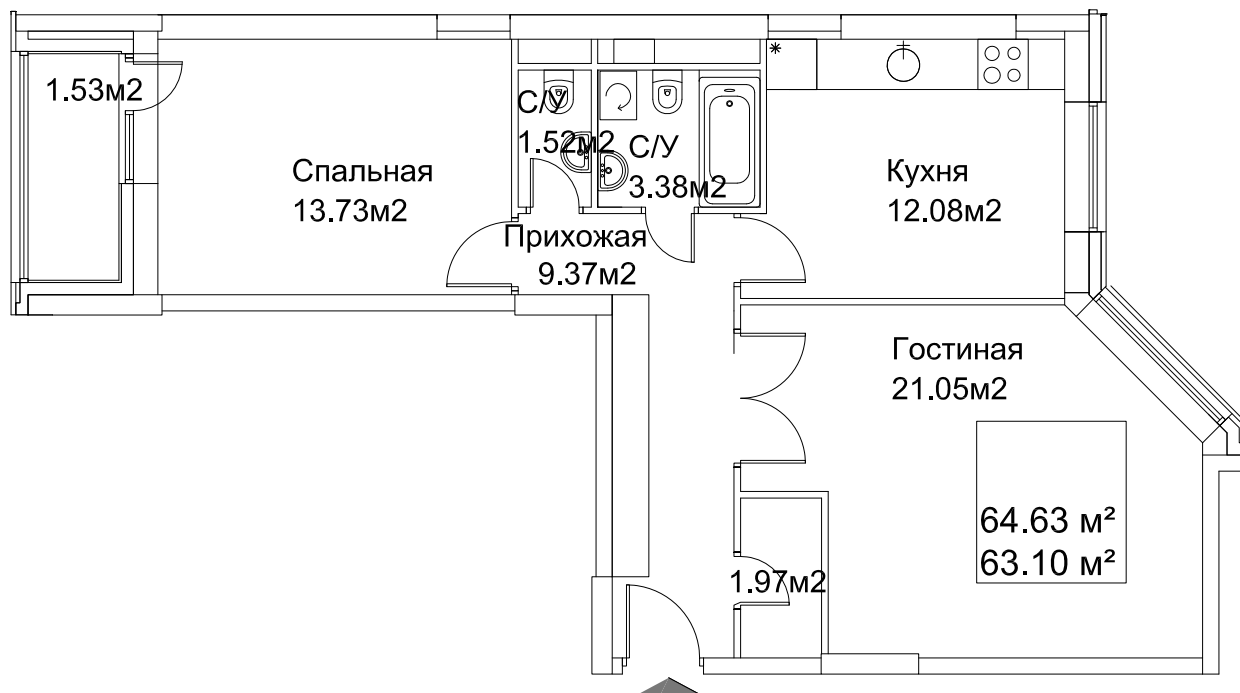 1.53м2
Спальная
13.73м2
С/У
1.52м2
С/У
3.38м2
Кухня
12.08м2
Прихожая
9.37м2
Гостиная
21.05м2
64.63 м²
63.10 м²
1.97м2